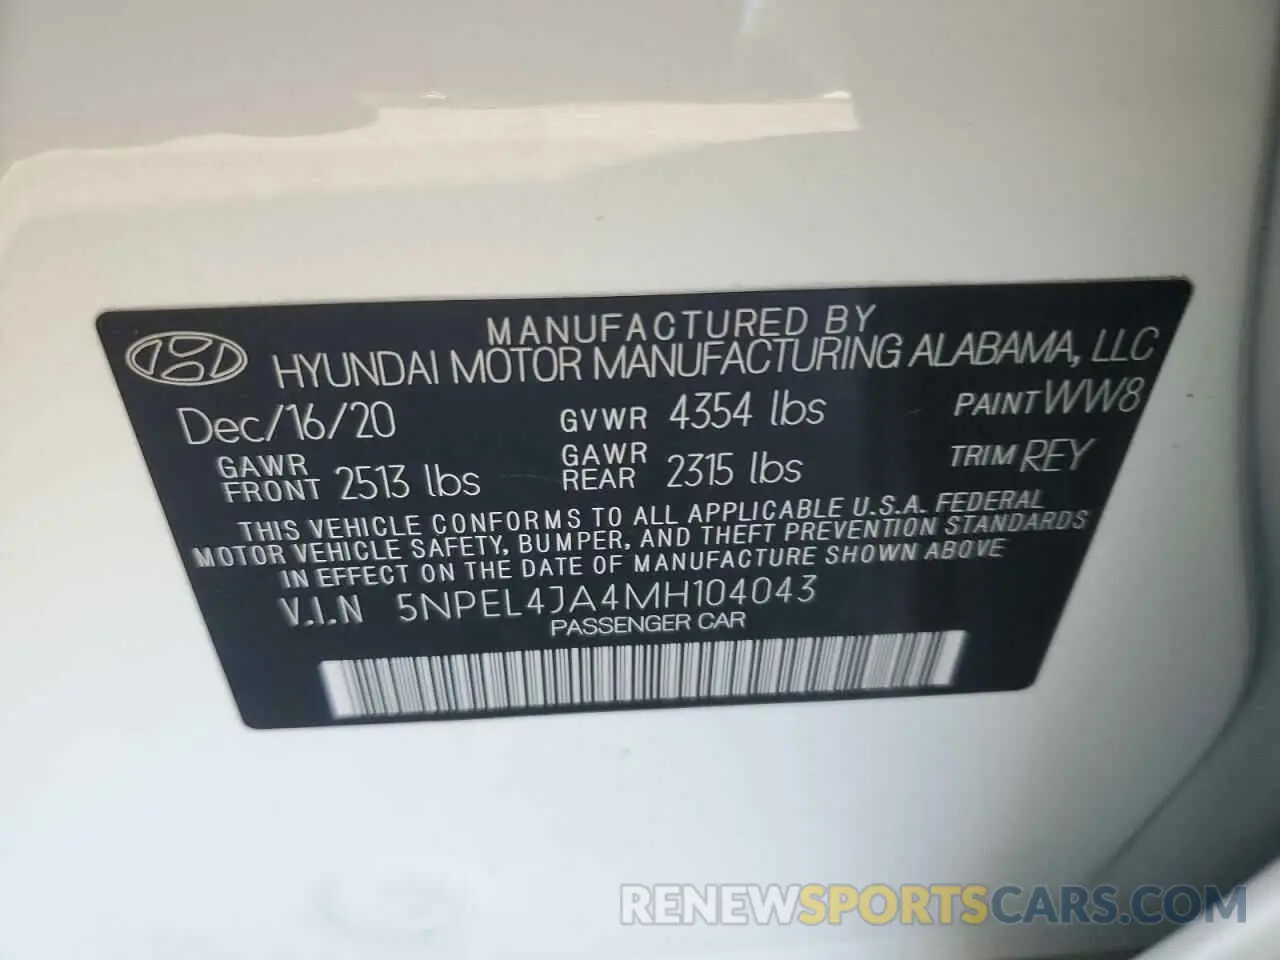 MANUFACTURED BY
HYUNDAI MOTOR MANUFACTURING ALABAMA, LLC
Dec/16/20 GVWR 4354 lbs PAINT WW8
GAWR FRONT 2513 lbs GAWR REAR 2315 lbs TRIM REY
THIS VEHICLE CONFORMS TO ALL APPLICABLE U.S.A. FEDERAL
MOTOR VEHICLE SAFETY, BUMPER, AND THEFT PREVENTION STANDARDS
IN EFFECT ON THE DATE OF MANUFACTURE SHOWN ABOVE
V.I.N 5NPEL4JA4MH104043
PASSENGER CAR
RENEWSPORTSCARS.COM